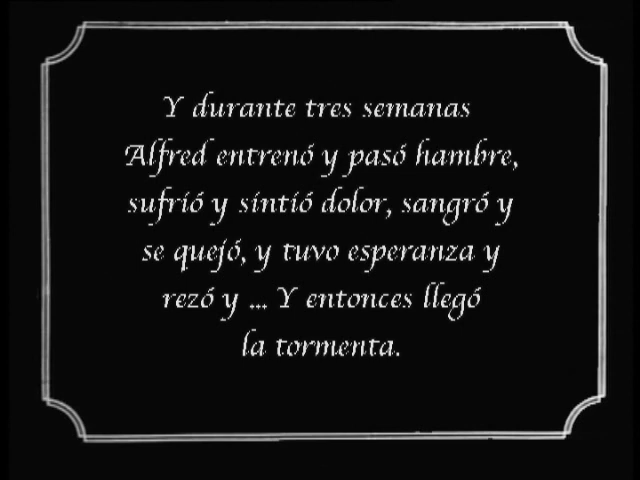 Y durante tres semanas
Alfred entrenó y pasó hambre,
sufrió y sintió dolor, sangró y
se quejó, y tuvo esperanza y
rezó y ... Y entonces llegó
la tormenta.